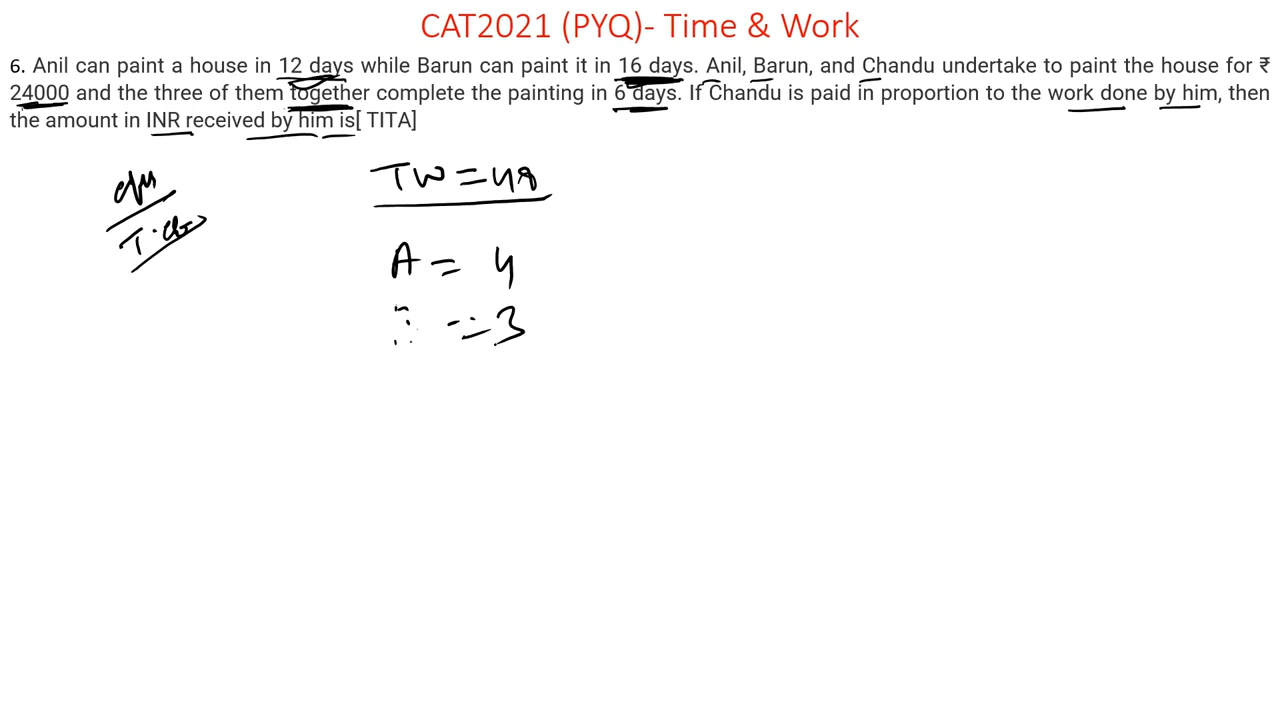 CAT2021 (PYQ)- Time & Work
6. Anil can paint a house in 12 days while Barun can paint it in 16 days. Anil, Barun, and Chandu undertake to paint the house for ₹
24000 and the three of them together complete the painting in 6 days. If Chandu is paid in proportion to the work done by him, then
the amount in INR received by him is[ TITA]
TW = 48
A = 4
= 3